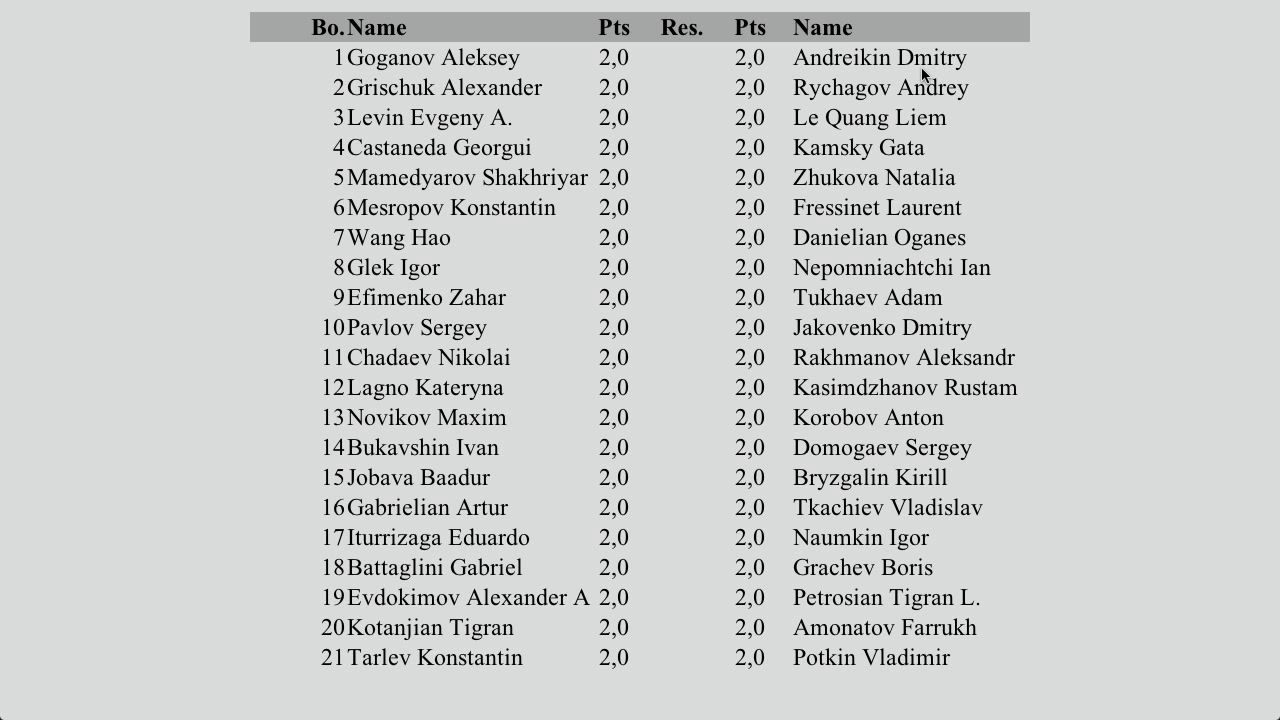 Bo. Name Pts Res. Pts Name
1 Goganov Aleksey 2,0 2,0 Andreikin Dmitry
2 Grischuk Alexander 2,0 2,0 Rychagov Andrey
3 Levin Evgeny A. 2,0 2,0 Le Quang Liem
4 Castaneda Georgui 2,0 2,0 Kamsky Gata
5 Mamedyarov Shakhriyar 2,0 2,0 Zhukova Natalia
6 Mesropov Konstantin 2,0 2,0 Fressinet Laurent
7 Wang Hao 2,0 2,0 Danielian Oganes
8 Glek Igor 2,0 2,0 Nepomniachtchi Ian
9 Efimenko Zahar 2,0 2,0 Tukhaev Adam
10 Pavlov Sergey 2,0 2,0 Jakovenko Dmitry
11 Chadaev Nikolai 2,0 2,0 Rakhmanov Aleksandr
12 Lagno Kateryna 2,0 2,0 Kasimdzhanov Rustam
13 Novikov Maxim 2,0 2,0 Korobov Anton
14 Bukavshin Ivan 2,0 2,0 Domogaev Sergey
15 Jobava Baadur 2,0 2,0 Bryzgalin Kirill
16 Gabrielian Artur 2,0 2,0 Tkachiev Vladislav
17 Iturrizaga Eduardo 2,0 2,0 Naumkin Igor
18 Battaglini Gabriel 2,0 2,0 Grachev Boris
19 Evdokimov Alexander A 2,0 2,0 Petrosian Tigran L.
20 Kotanjian Tigran 2,0 2,0 Amonatov Farrukh
21 Tarlev Konstantin 2,0 2,0 Potkin Vladimir